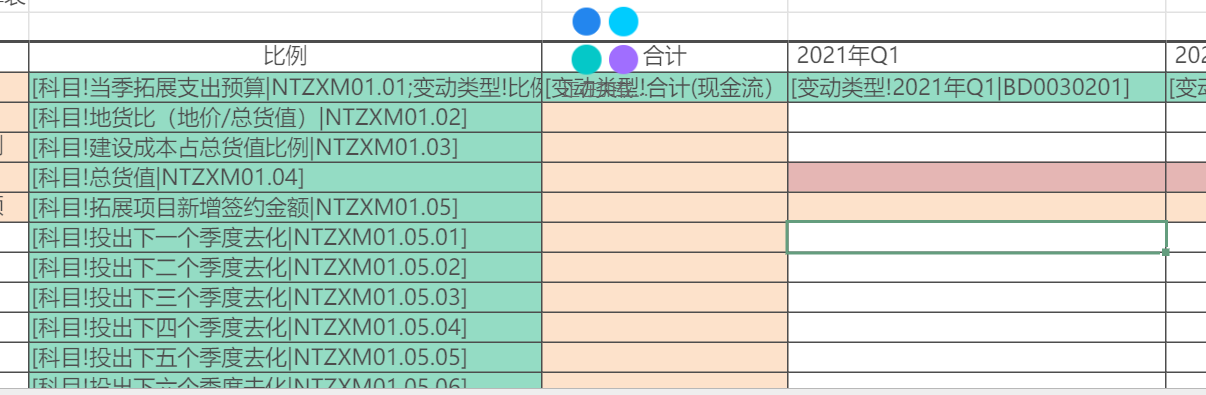 比例 合计 2021年Q1 202
[科目!当季拓展支出预算|NTZXM01.01;变动类型!比例 [变动类型!合计(现金流) [变动类型!2021年Q1|BD0030201] [变动
[科目!地货比（地价/总货值）|NTZXM01.02]
[科目!建设成本占总货值比例|NTZXM01.03]
[科目!总货值|NTZXM01.04]
[科目!拓展项目新增签约金额|NTZXM01.05]
[科目!投出下一个季度去化|NTZXM01.05.01]
[科目!投出下二个季度去化|NTZXM01.05.02]
[科目!投出下三个季度去化|NTZXM01.05.03]
[科目!投出下四个季度去化|NTZXM01.05.04]
[科目!投出下五个季度去化|NTZXM01.05.05]
[科目!投出下六个季度去化|NTZXM01.05.06]